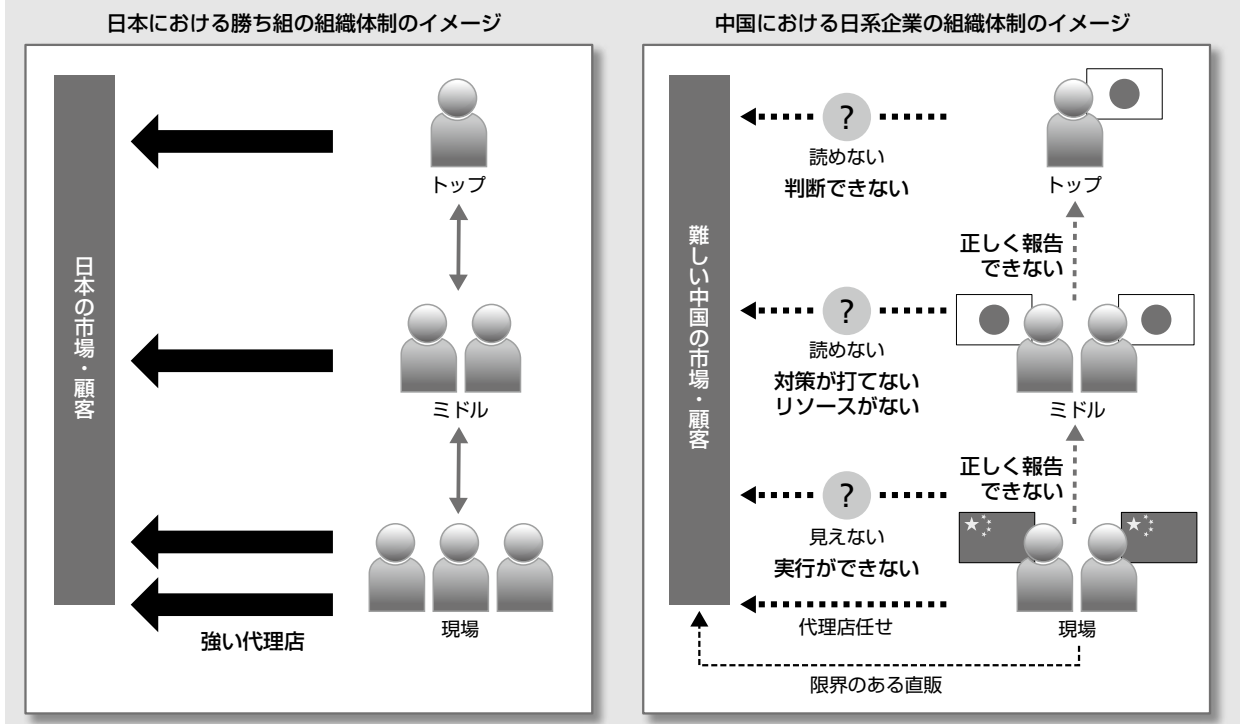 日本における勝ち組の組織体制のイメージ
日本の市場・顧客
トップ
ミドル
現場
強い代理店
中国における日系企業の組織体制のイメージ
難しい中国の市場・顧客
?
読めない
判断できない
トップ
正しく報告
できない
?
読めない
対策が打てない
リソースがない
ミドル
正しく報告
できない
?
見えない
実行ができない
代理店任せ
現場
限界のある直販